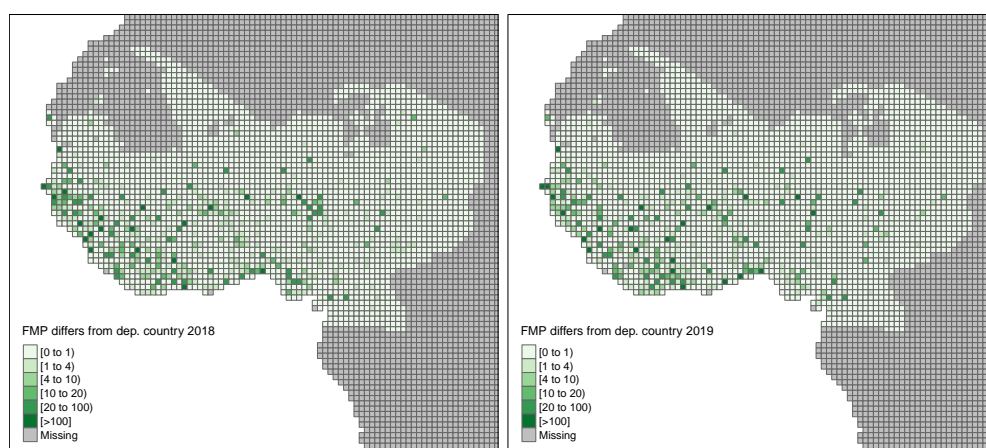 FMP differs from dep. country 2018
[0 to 1)
[1 to 4)
[4 to 10)
[10 to 20)
[20 to 100)
[>100]
Missing
FMP differs from dep. country 2019
[0 to 1)
[1 to 4)
[4 to 10)
[10 to 20)
[20 to 100)
[>100]
Missing